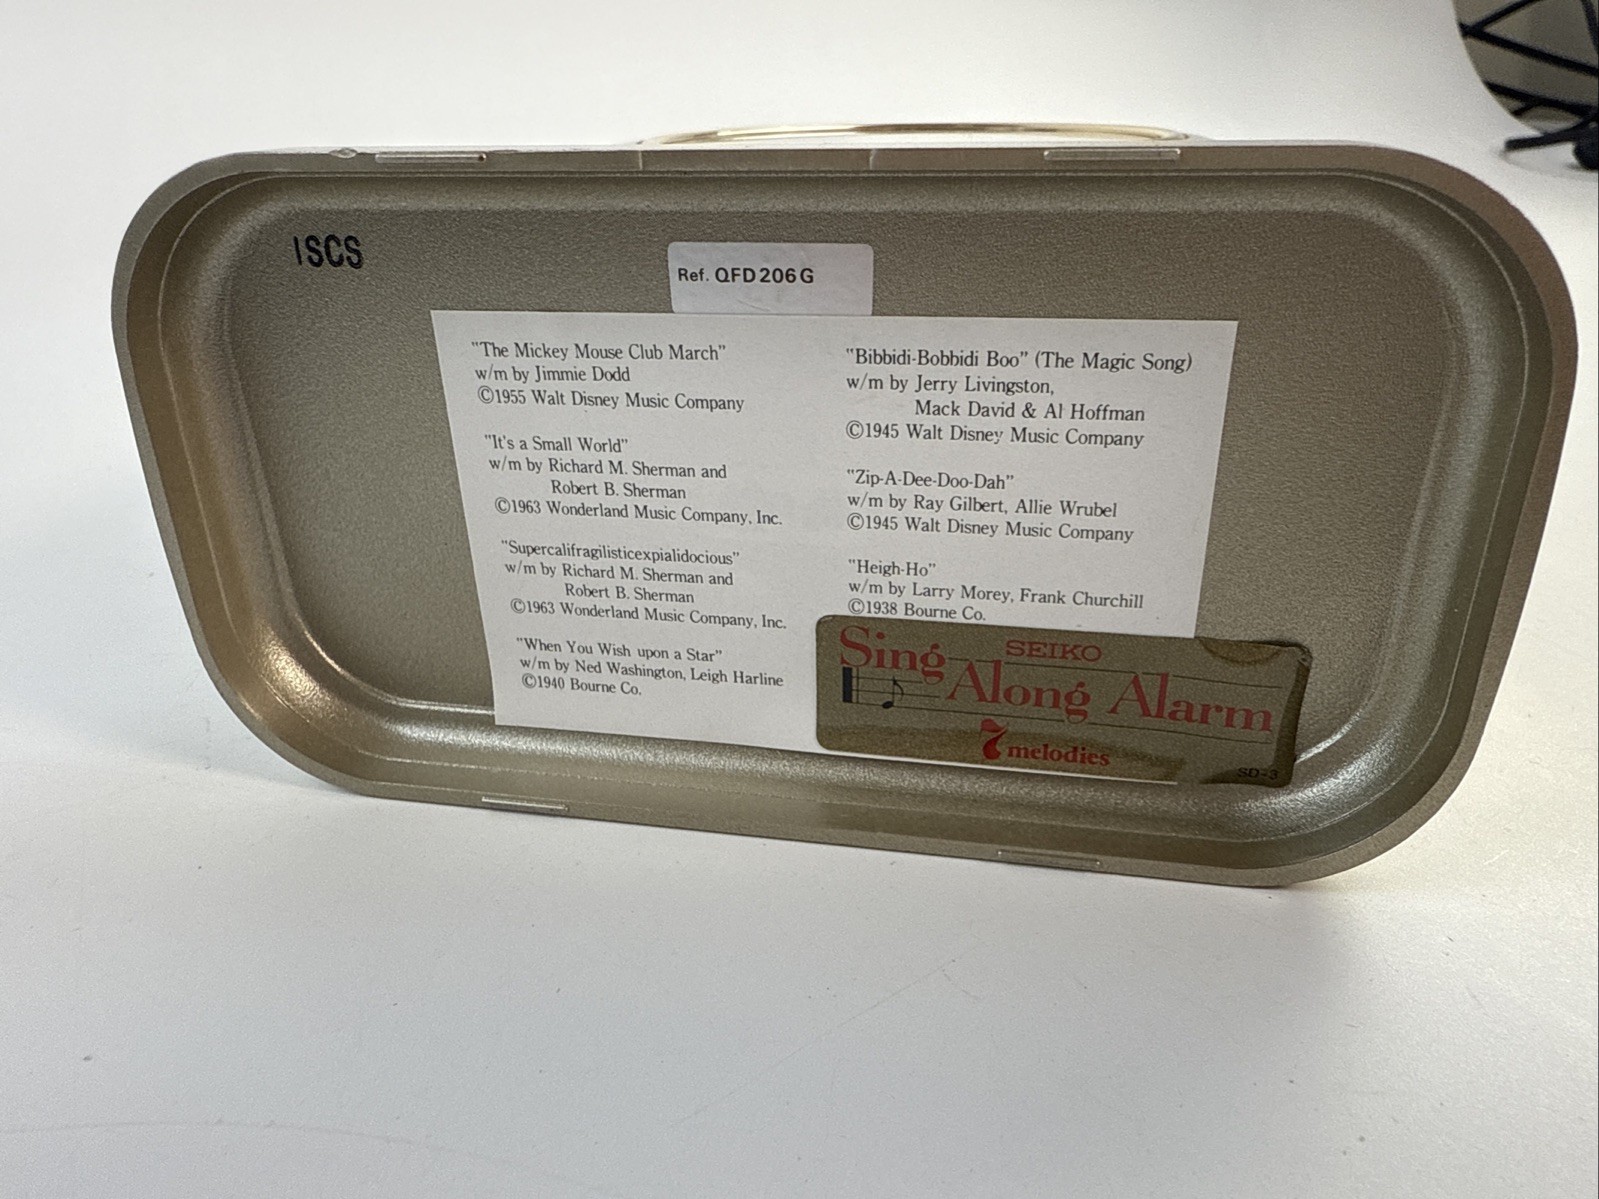 ISCS
Ref. QFD206G
"The Mickey Mouse Club March"
w/m by Jimmie Dodd
©1955 Walt Disney Music Company
"It's a Small World"
w/m by Richard M. Sherman and
Robert B. Sherman
©1963 Wonderland Music Company, Inc.
"Supercalifragilisticexpialidocious"
w/m by Richard M. Sherman and
Robert B. Sherman
©1963 Wonderland Music Company, Inc.
"When You Wish upon a Star"
w/m by Ned Washington, Leigh Harline
©1940 Bourne Co.
"Bibbidi-Bobbidi Boo" (The Magic Song)
w/m by Jerry Livingston,
Mack David & Al Hoffman
©1945 Walt Disney Music Company
"Zip-A-Dee-Doo-Dah"
w/m by Ray Gilbert, Allie Wrubel
©1945 Walt Disney Music Company
"Heigh-Ho"
w/m by Larry Morey, Frank Churchill
©1938 Bourne Co.
SEIKO
Sing
Along Alarm
7 melodies
SD-3